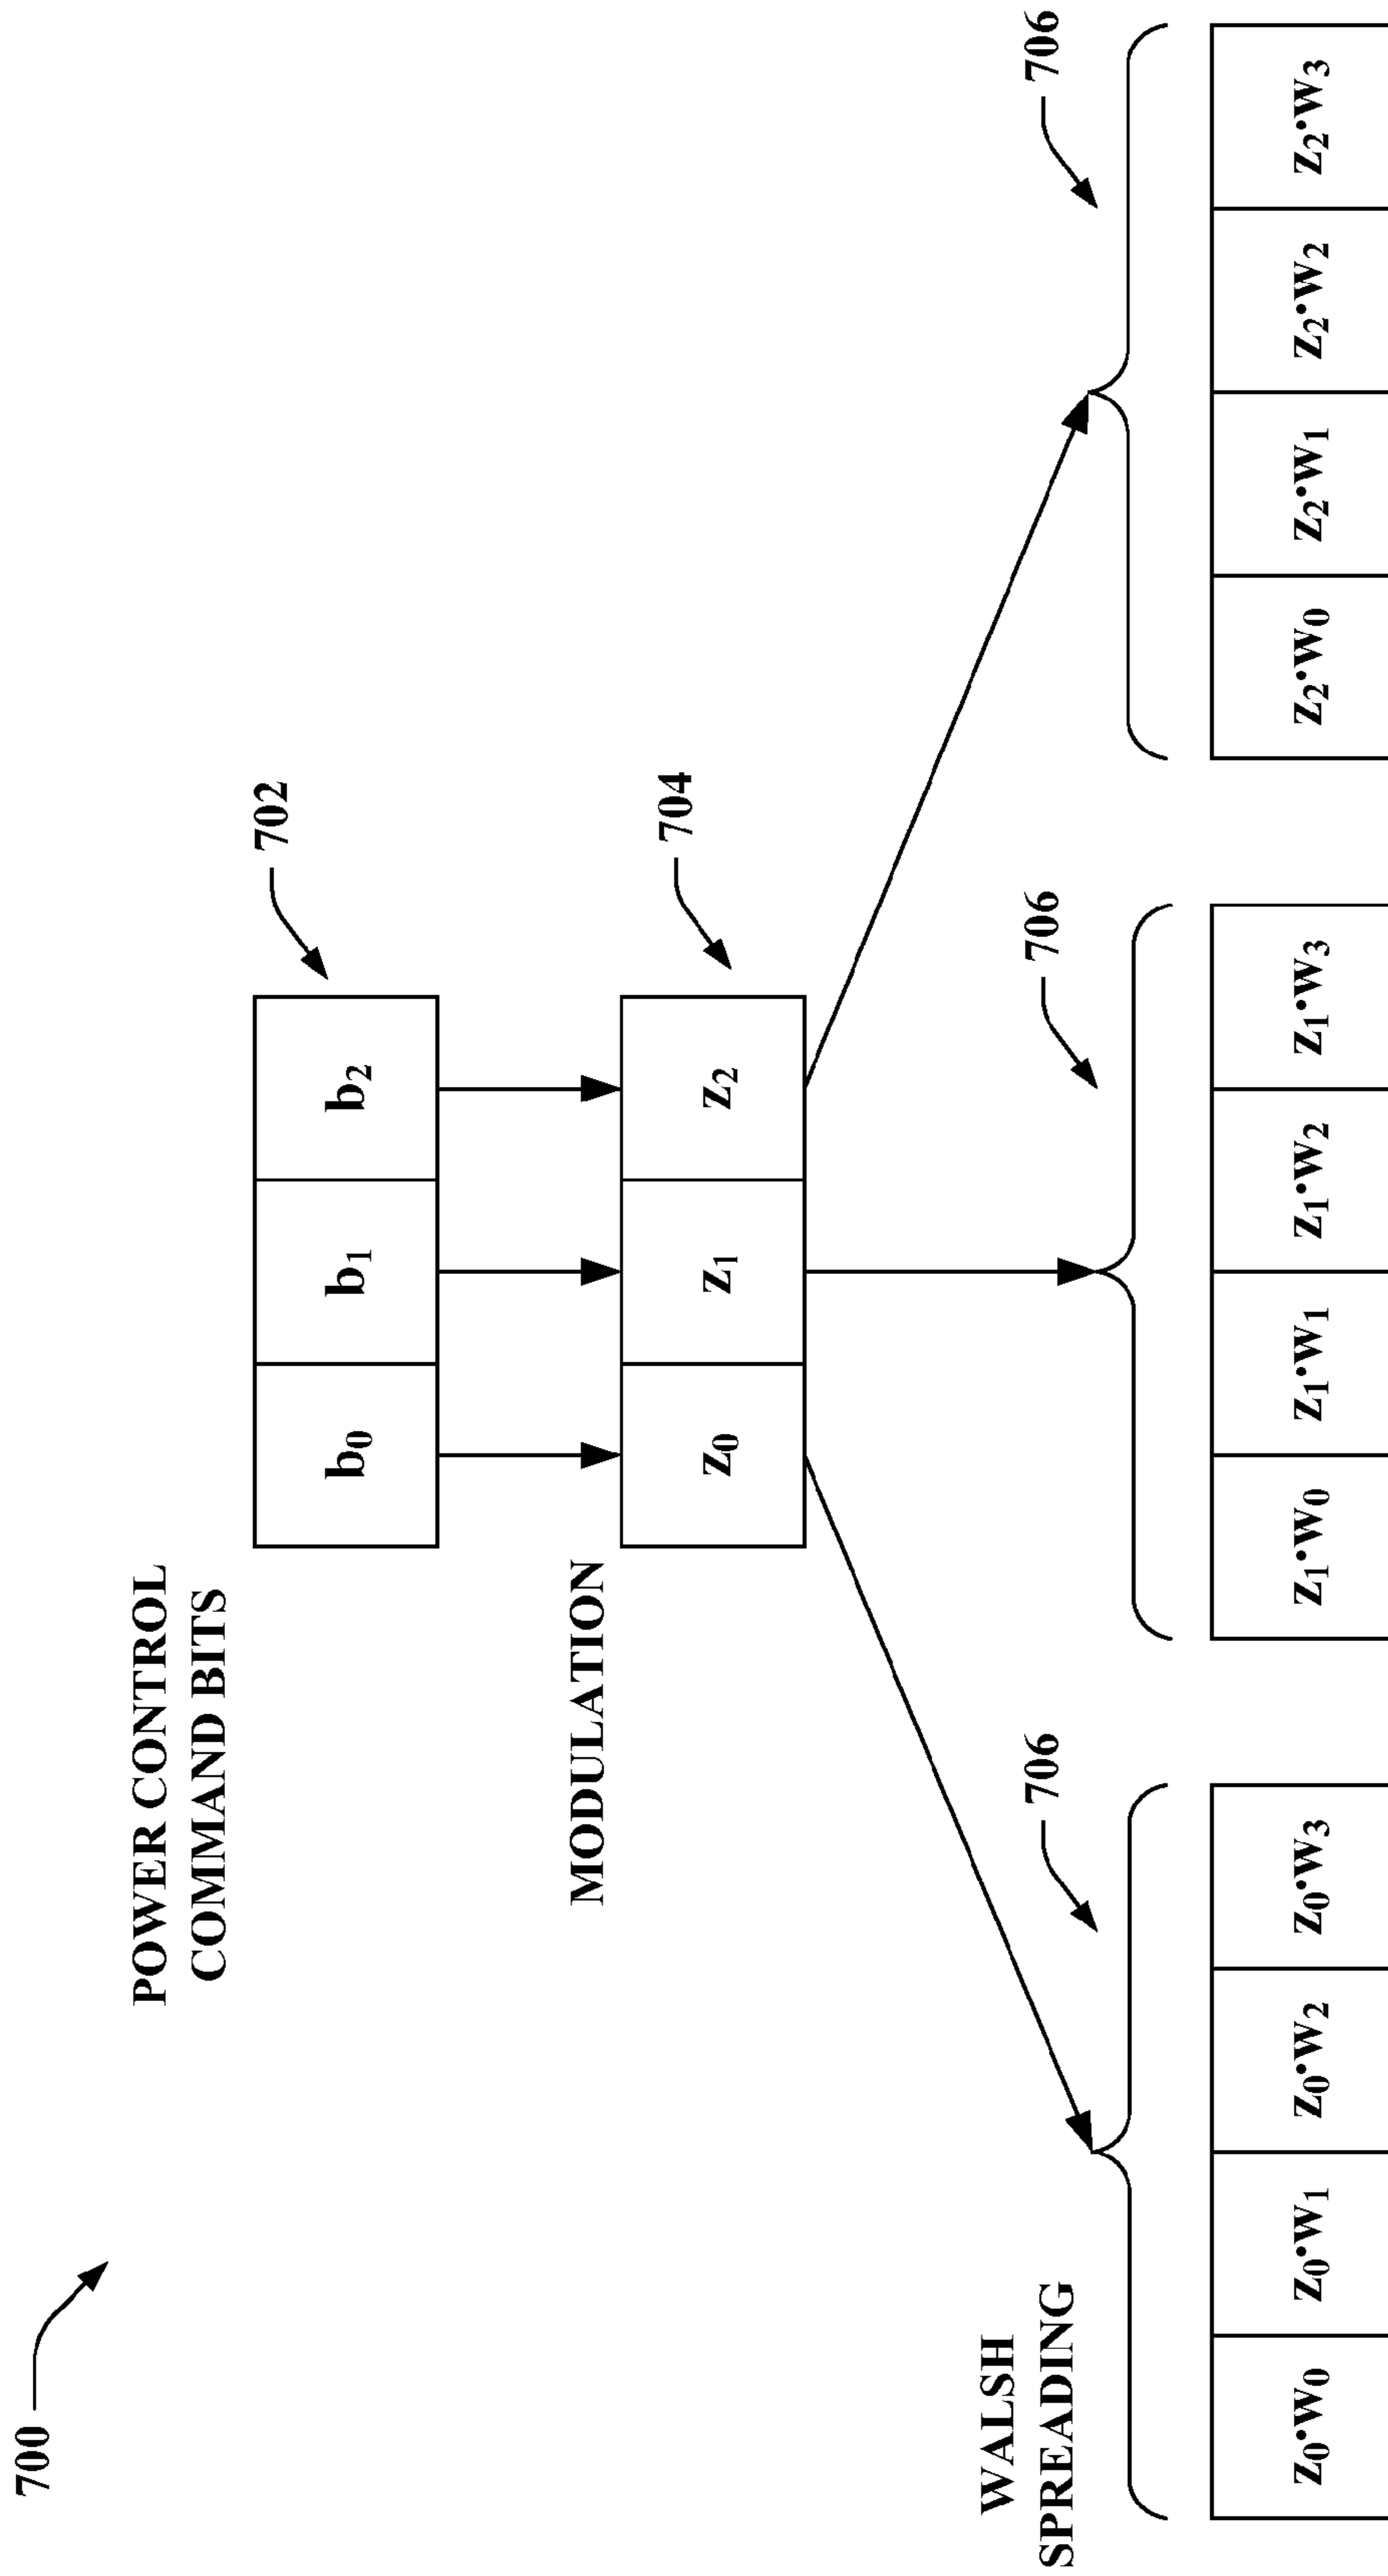 700
POWER CONTROL
COMMAND BITS
702
b0 b1 b2
MODULATION
704
z0 z1 z2
WALSH
SPREADING
706 706 706
z0•w0 z0•w1 z0•w2 z0•w3
z1•w0 z1•w1 z1•w2 z1•w3
z2•w0 z2•w1 z2•w2 z2•w3